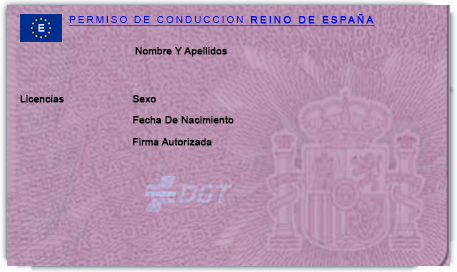 E
PERMISO DE CONDUCCION REINO DE ESPAÑA
Nombre Y Apellidos
Licencias
Sexo
Fecha De Nacimiento
Firma Autorizada
DGT